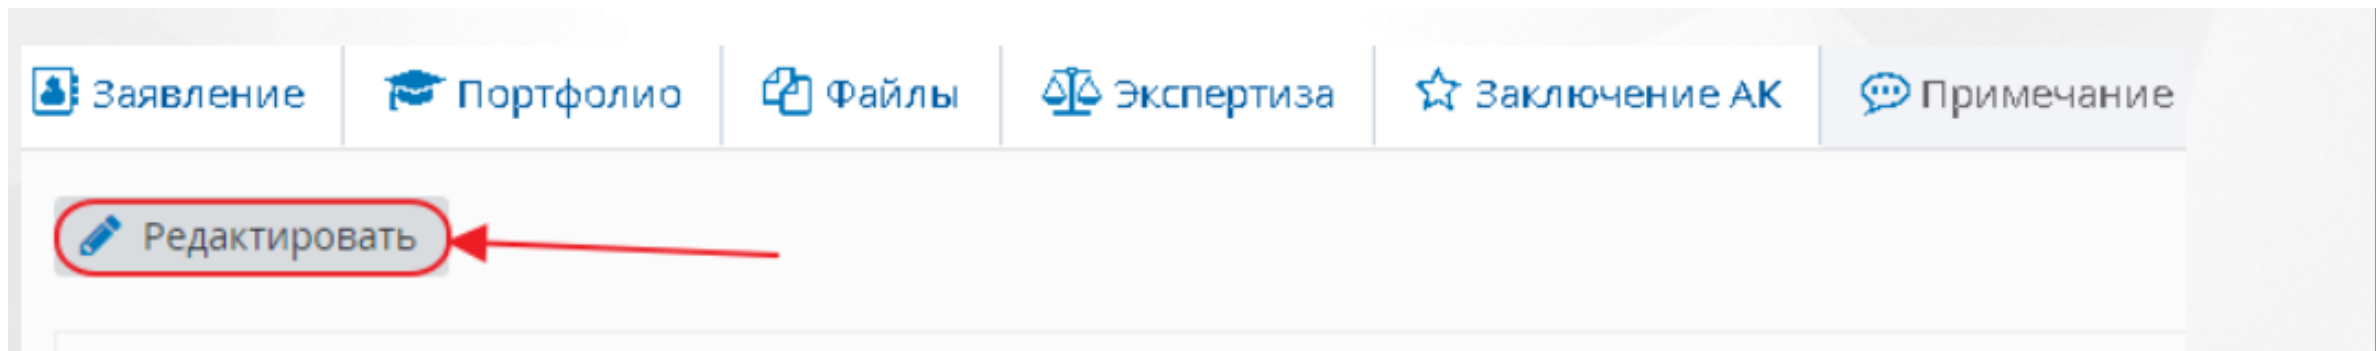 Заявление Портфолио Файлы Экспертиза Заключение АК Примечание
Редактировать